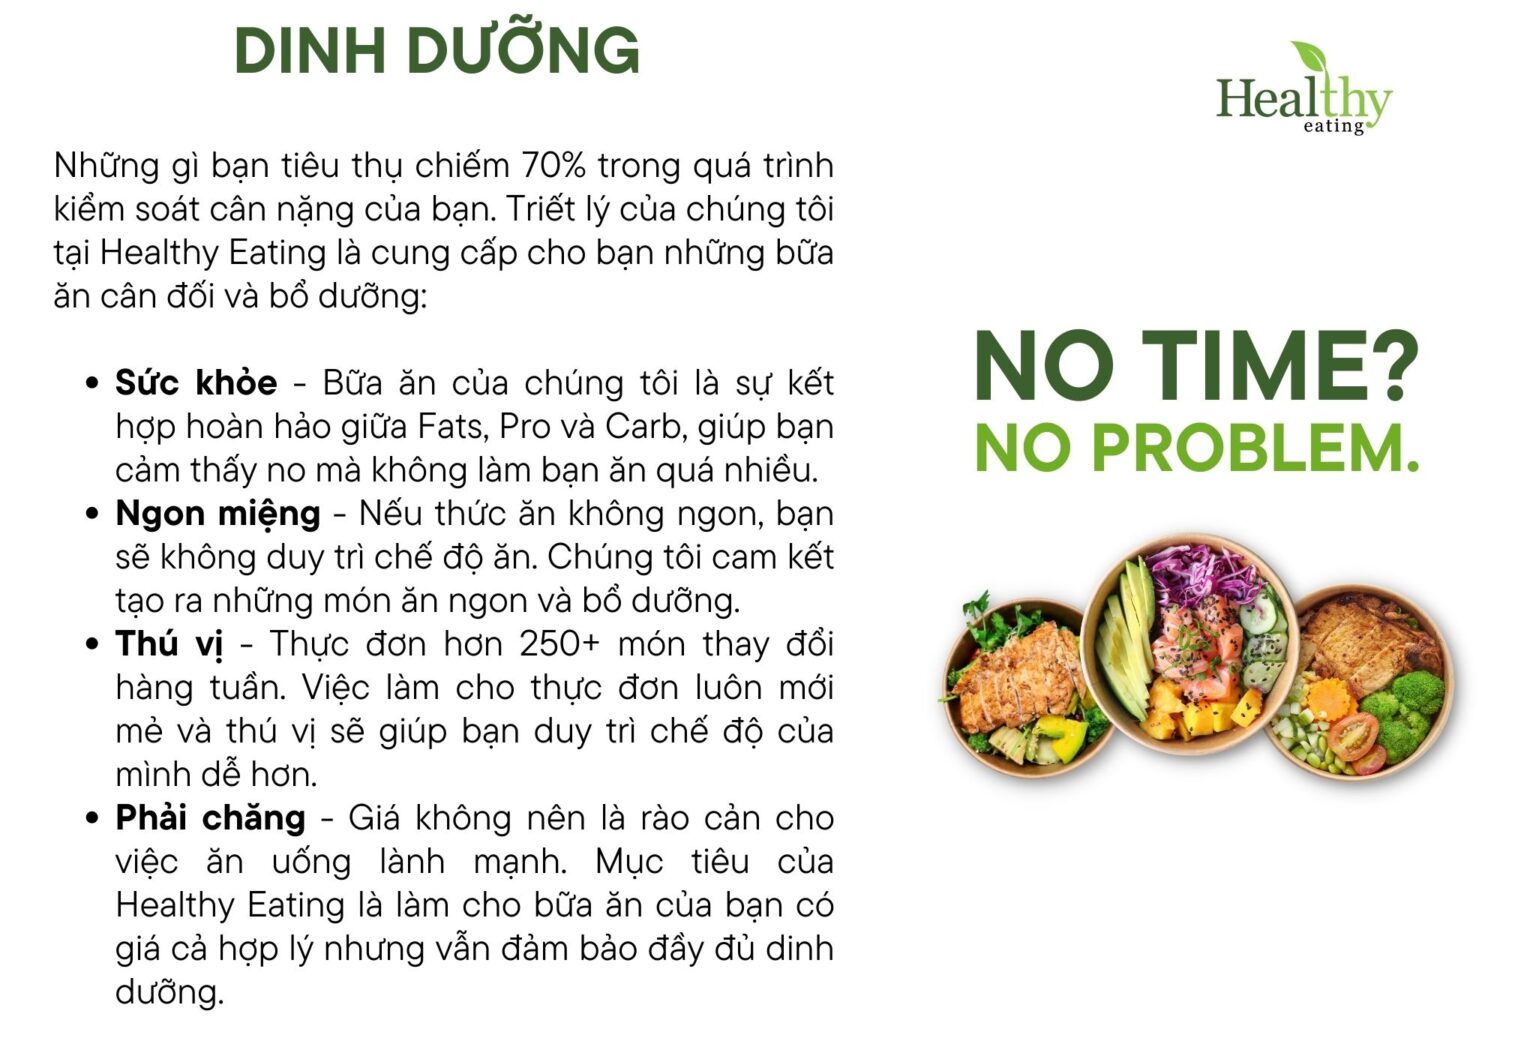 DINH DƯỠNG
Những gì bạn tiêu thụ chiếm 70% trong quá trình
kiểm soát cân nặng của bạn. Triết lý của chúng tôi
tại Healthy Eating là cung cấp cho bạn những bữa
ăn cân đối và bổ dưỡng:
• Sức khỏe - Bữa ăn của chúng tôi là sự kết
hợp hoàn hảo giữa Fats, Pro và Carb, giúp bạn
cảm thấy no mà không làm bạn ăn quá nhiều.
• Ngon miệng - Nếu thức ăn không ngon, bạn
sẽ không duy trì chế độ ăn. Chúng tôi cam kết
tạo ra những món ăn ngon và bổ dưỡng.
• Thú vị - Thực đơn hơn 250+ món thay đổi
hàng tuần. Việc làm cho thực đơn luôn mới
mẻ và thú vị sẽ giúp bạn duy trì chế độ của
mình dễ hơn.
• Phải chăng - Giá không nên là rào cản cho
việc ăn uống lành mạnh. Mục tiêu của
Healthy Eating là làm cho bữa ăn của bạn có
giá cả hợp lý nhưng vẫn đảm bảo đầy đủ dinh
dưỡng.
Healthy
eating
NO TIME?
NO PROBLEM.